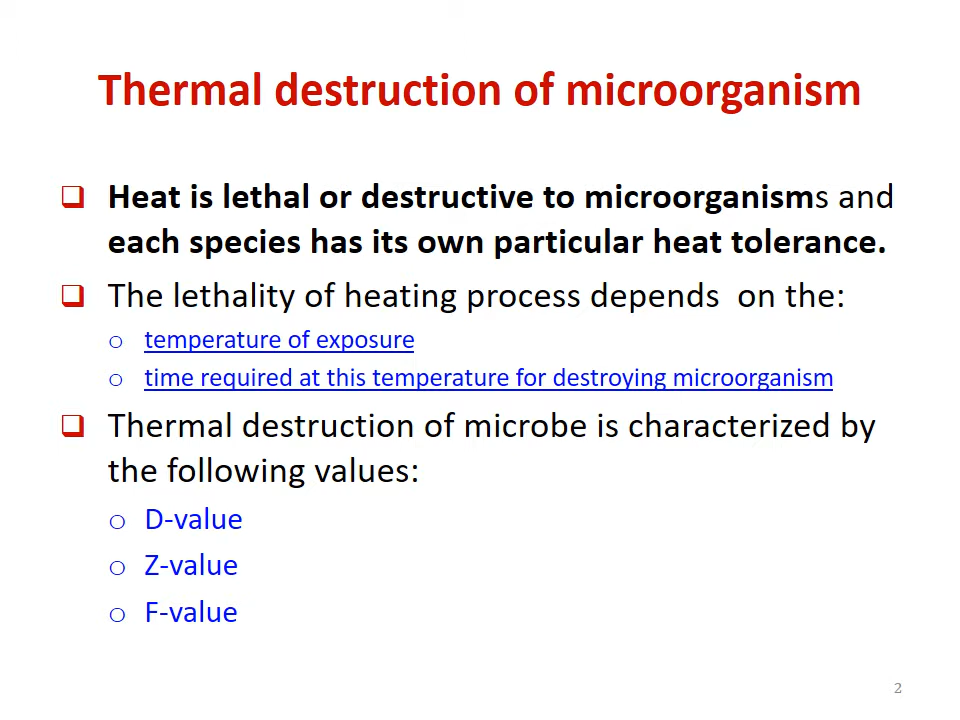 Thermal destruction of microorganism
Heat is lethal or destructive to microorganisms and
each species has its own particular heat tolerance.
The lethality of heating process depends  on the:
temperature of exposure
time required at this temperature for destroying microorganism
Thermal destruction of microbe is characterized by
the following values:
D-value
Z-value
F-value
2